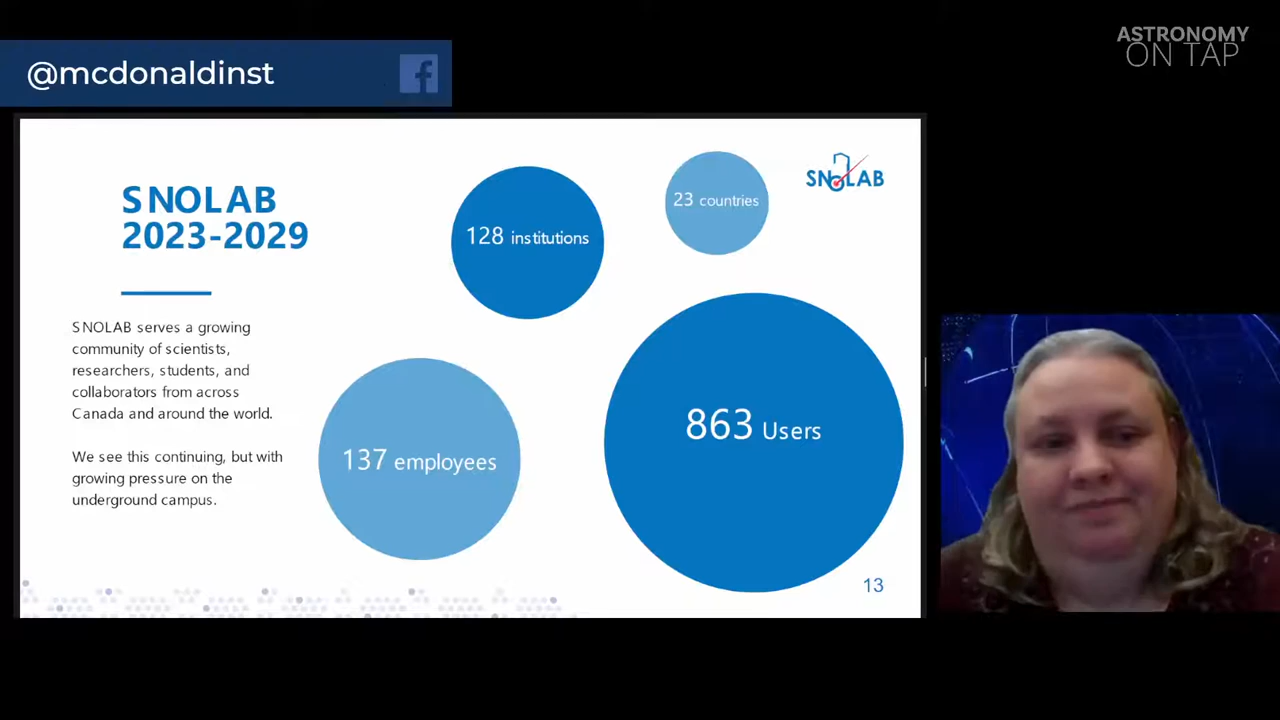 @mcdonaldinst
ASTRONOMY
ON TAP
SNOLAB
2023-2029
SNOLAB serves a growing
community of scientists,
researchers, students, and
collaborators from across
Canada and around the world.
We see this continuing, but with
growing pressure on the
underground campus.
128 institutions
23 countries
SNOLAB
137 employees
863 Users
13